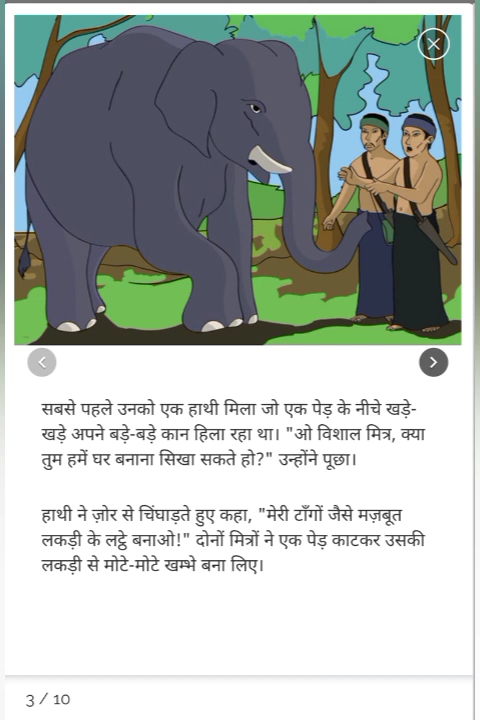 सबसे पहले उनको एक हाथी मिला जो एक पेड़ के नीचे खड़े-
खड़े अपने बड़े-बड़े कान हिला रहा था। "ओ विशाल मित्र, क्या
तुम हमें घर बनाना सिखा सकते हो?" उन्होंने पूछा।
हाथी ने ज़ोर से चिंघाड़ते हुए कहा, "मेरी टाँगों जैसे मज़बूत
लकड़ी के लट्ठे बनाओ!" दोनों मित्रों ने एक पेड़ काटकर उसकी
लकड़ी से मोटे-मोटे खम्भे बना लिए।
3 / 10